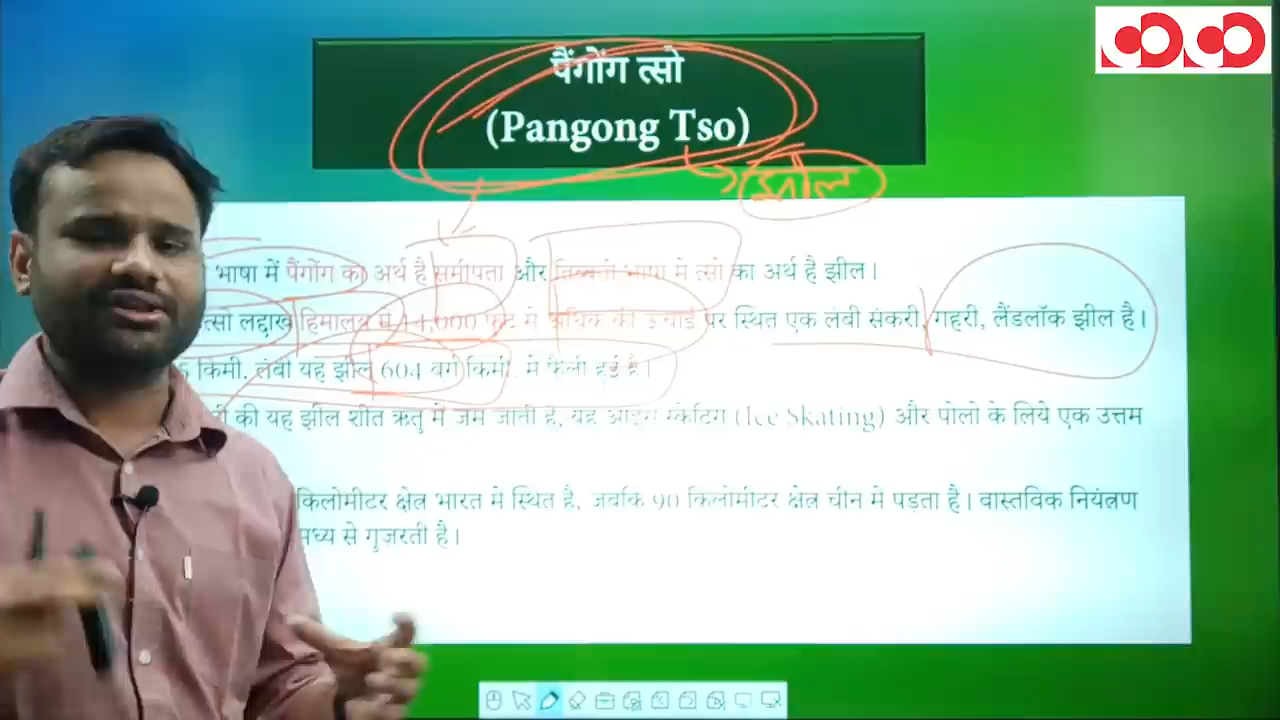 पैंगोंग त्सो
(Pangong Tso)
झील
भाषा में पैंगोंग का अर्थ है समीपता और तिब्बती भाषा में त्सो का अर्थ है झील।
त्सो लद्दाख हिमालय में 14,000 फुट से अधिक की ऊँचाई पर स्थित एक लंबी संकरी, गहरी, लैंडलॉक झील है।
किमी. लंबी यह झील 604 वर्ग किमी. में फैली हुई है।
की यह झील शीत ऋतु में जम जाती है, यह आइस स्केटिंग (Ice Skating) और पोलो के लिये एक उत्तम
किलोमीटर क्षेत्र भारत में स्थित है, जबकि 90 किलोमीटर क्षेत्र चीन में पड़ता है। वास्तविक नियंत्रण
मध्य से गुजरती है।